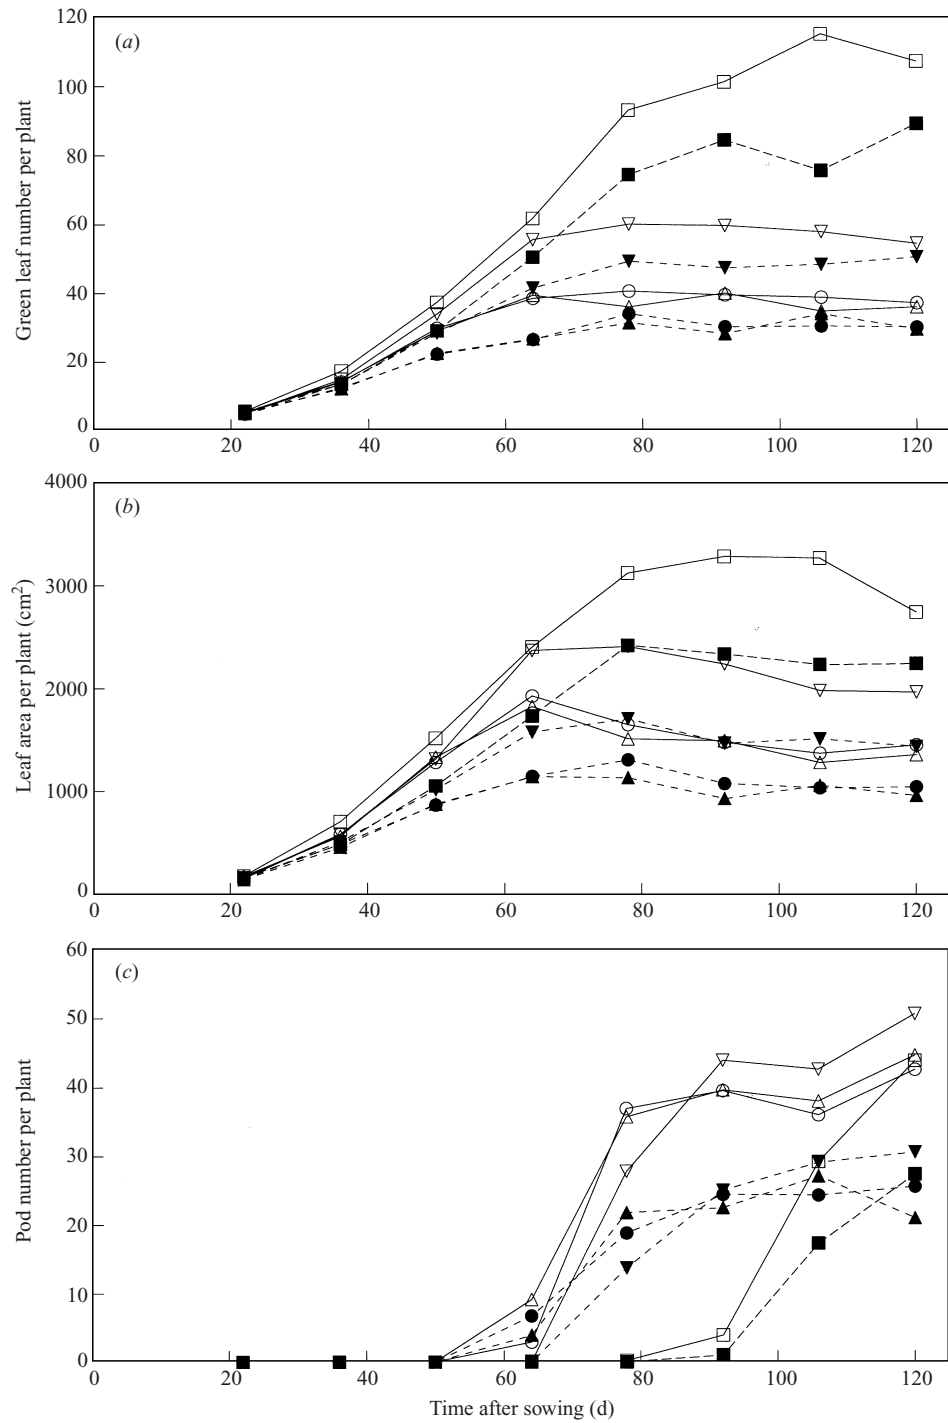 120
100
80
60
40
20
0
Green leaf number per plant
(a)
0 20 40 60 80 100 120
4000
3000
2000
1000
0
Leaf area per plant (cm²)
(b)
0 20 40 60 80 100 120
60
50
40
30
20
10
0
Pod number per plant
(c)
0 20 40 60 80 100 120
Time after sowing (d)